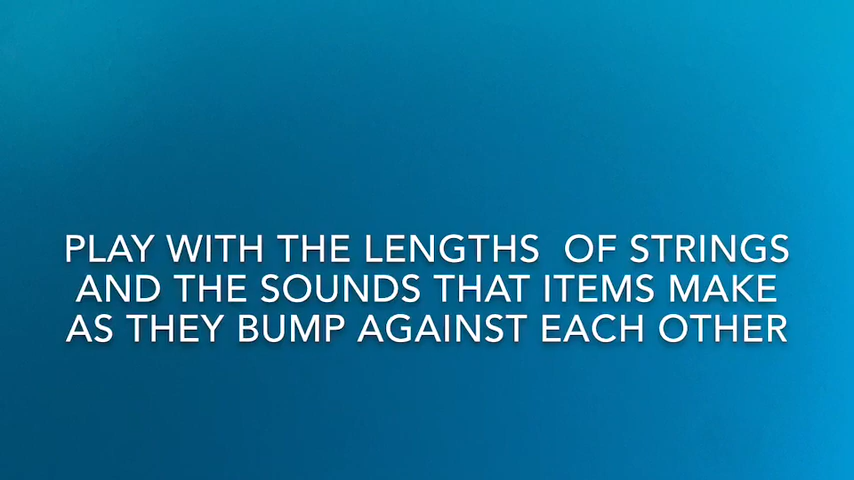 PLAY WITH THE LENGTHS  OF STRINGS
AND THE SOUNDS THAT ITEMS MAKE
AS THEY BUMP AGAINST EACH OTHER